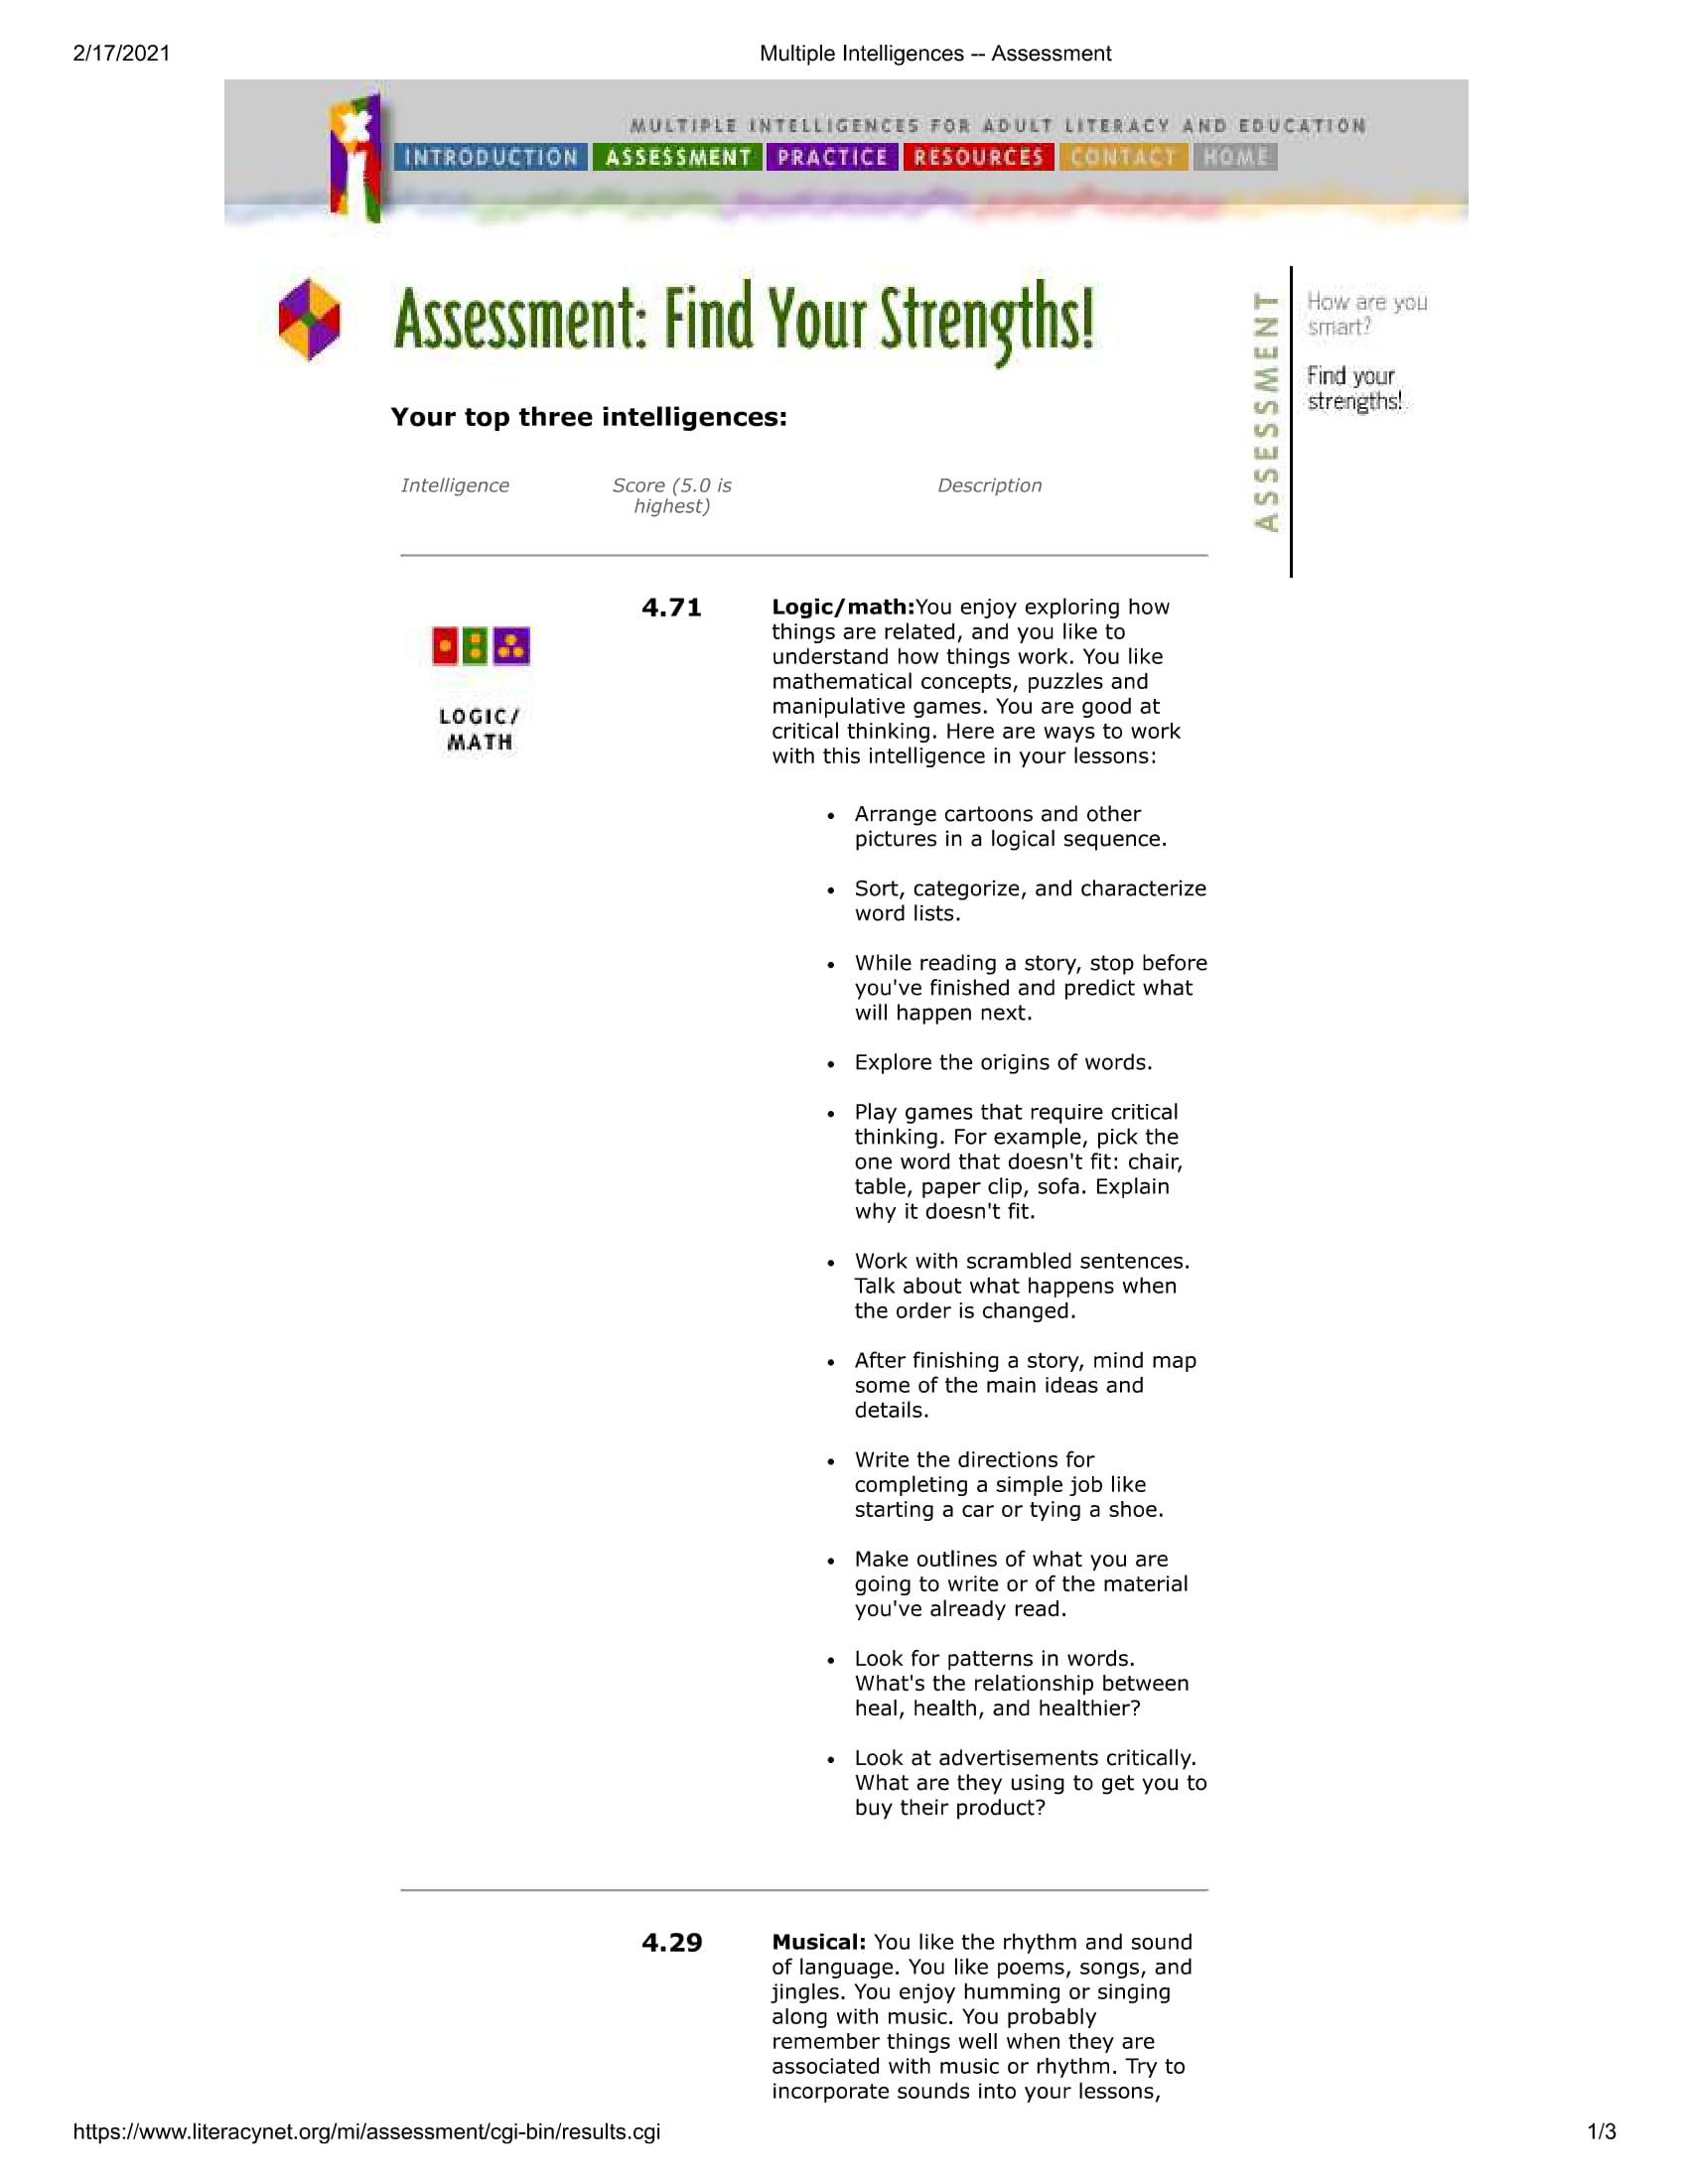 2/17/2021
Multiple Intelligences -- Assessment
MULTIPLE INTELLIGENCES FOR ADULT LITERACY AND EDUCATION
INTRODUCTION ASSESSMENT PRACTICE RESOURCES CONTACT HOME
Assessment: Find Your Strengths!
ASSESSMENT
How are you
smart?
Find your
strengths!
Your top three intelligences:
Intelligence
Score (5.0 is
highest)
Description
LOGIC/
MATH
4.71
Logic/math:You enjoy exploring how
things are related, and you like to
understand how things work. You like
mathematical concepts, puzzles and
manipulative games. You are good at
critical thinking. Here are ways to work
with this intelligence in your lessons:
• Arrange cartoons and other
pictures in a logical sequence.
• Sort, categorize, and characterize
word lists.
• While reading a story, stop before
you've finished and predict what
will happen next.
• Explore the origins of words.
• Play games that require critical
thinking. For example, pick the
one word that doesn't fit: chair,
table, paper clip, sofa. Explain
why it doesn't fit.
• Work with scrambled sentences.
Talk about what happens when
the order is changed.
• After finishing a story, mind map
some of the main ideas and
details.
• Write the directions for
completing a simple job like
starting a car or tying a shoe.
• Make outlines of what you are
going to write or of the material
you've already read.
• Look for patterns in words.
What's the relationship between
heal, health, and healthier?
• Look at advertisements critically.
What are they using to get you to
buy their product?
4.29
Musical: You like the rhythm and sound
of language. You like poems, songs, and
jingles. You enjoy humming or singing
along with music. You probably
remember things well when they are
associated with music or rhythm. Try to
incorporate sounds into your lessons,
https://www.literacynet.org/mi/assessment/cgi-bin/results.cgi
1/3